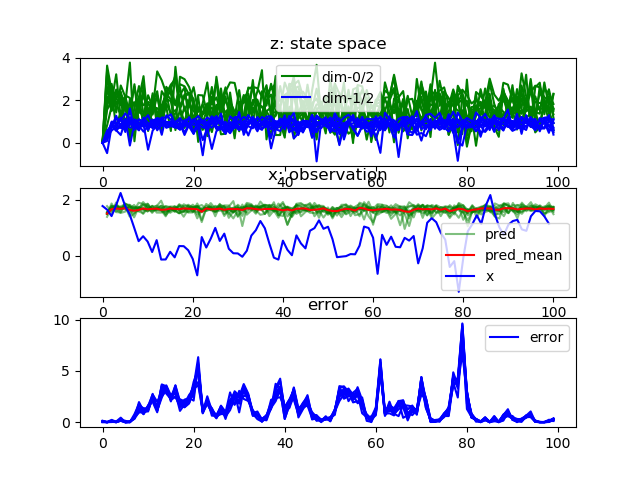 z: state space
4
2
0
dim-0/2
dim-1/2
0 20 40 60 80 100
x: observation
2
0
pred
pred_mean
x
0 20 40 60 80 100
error
10
5
0
error
0 20 40 60 80 100